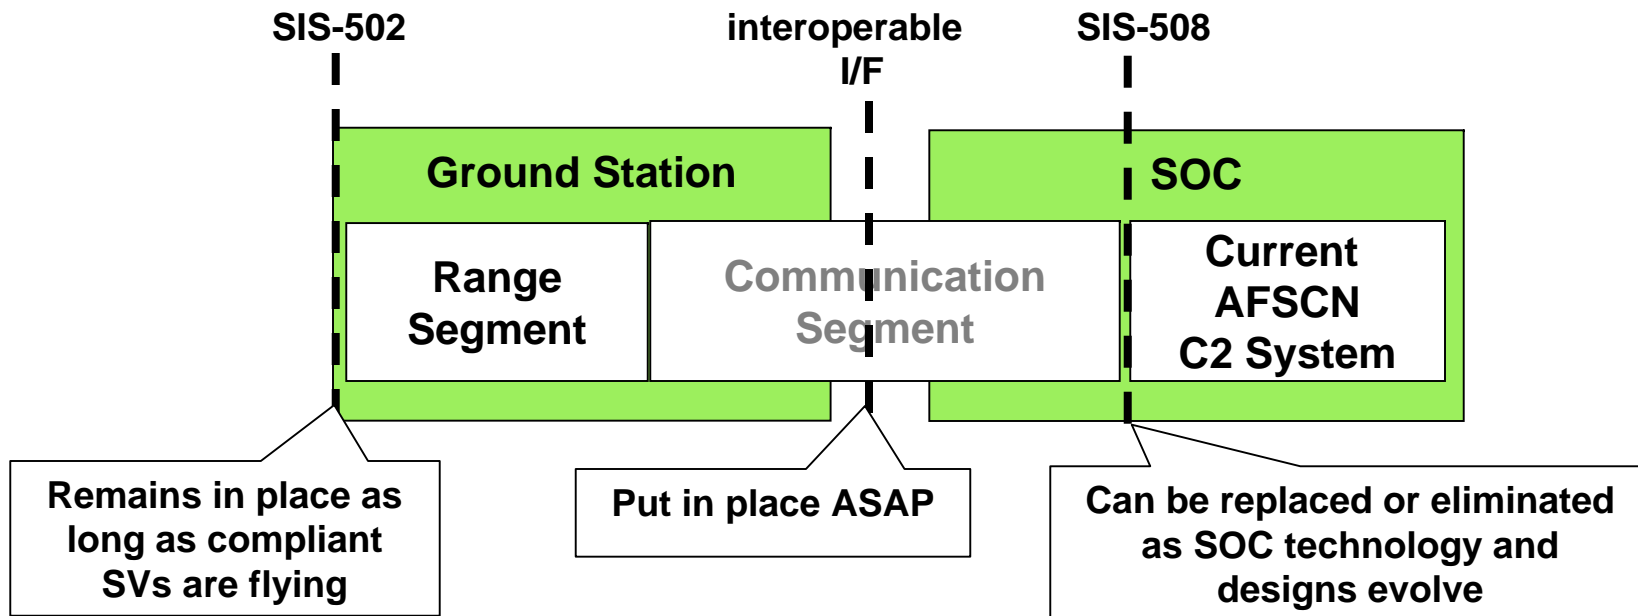 SIS-502
interoperable
I/F
SIS-508
Ground Station
SOC
Range
Segment
Communication
Segment
Current
AFSCN
C2 System
Remains in place as
long as compliant
SVs are flying
Put in place ASAP
Can be replaced or eliminated
as SOC technology and
designs evolve